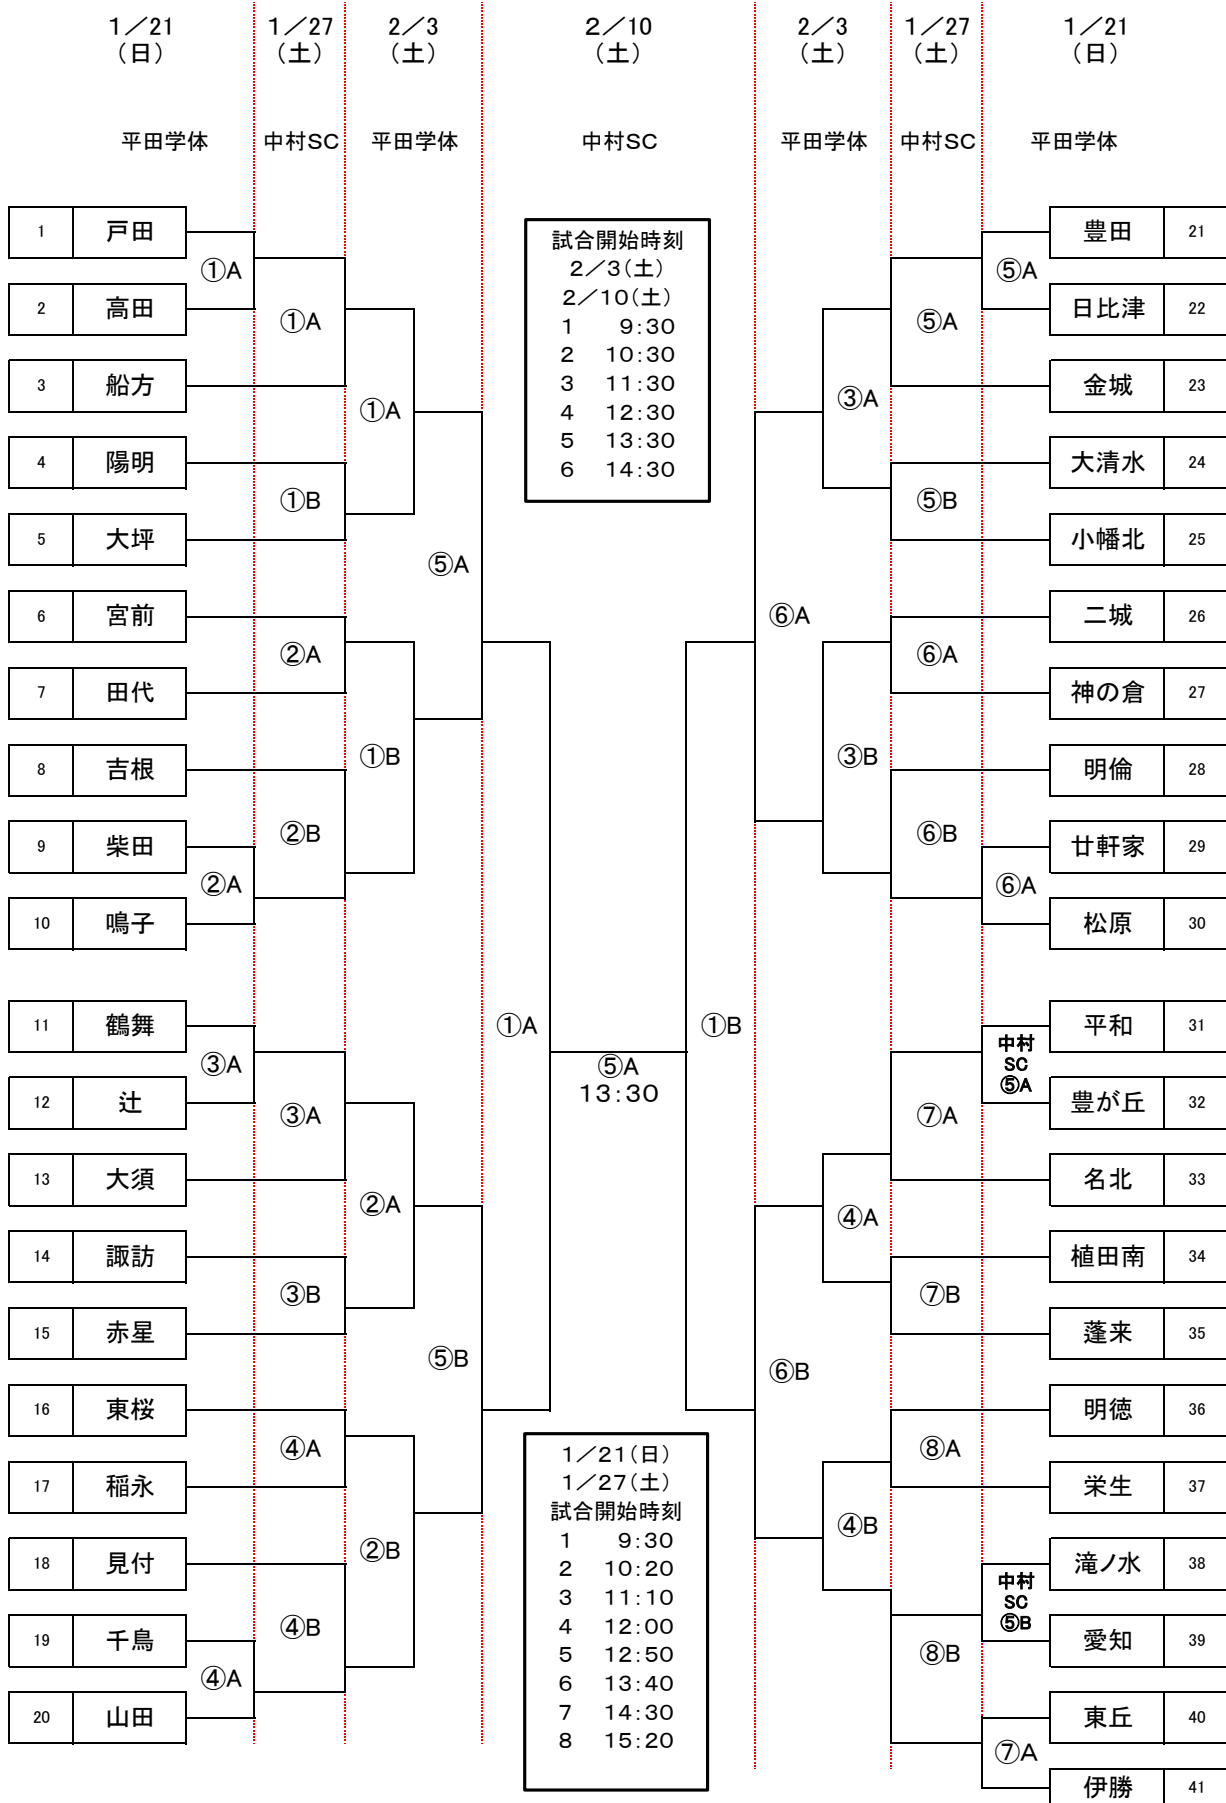 1／21 1／27 2／3 2／10 2／3 1／27 1／21
（日） （土） （土） （土） （土） （土） （日）
平田学体 中村SC 平田学体 中村SC 平田学体 中村SC 平田学体
1 戸田
①A
2 高田
①A
3 船方
①A
4 陽明
①B
5 大坪
⑤A
6 宮前
②A
7 田代
①B
8 吉根
②B
9 柴田
②A
10 鳴子
①A
11 鶴舞
③A
12 辻
③A
13 大須
②A
14 諏訪
③B
15 赤星
⑤B
16 東桜
④A
17 稲永
②B
18 見付
④B
19 千鳥
④A
20 山田
試合開始時刻
2／3(土)
2／10(土)
1 9:30
2 10:30
3 11:30
4 12:30
5 13:30
6 14:30
⑤A
13:30
1／21(日)
1／27(土)
試合開始時刻
1 9:30
2 10:20
3 11:10
4 12:00
5 12:50
6 13:40
7 14:30
8 15:20
豊田 21
⑤A
日比津 22
⑤A
金城 23
③A
大清水 24
⑤B
小幡北 25
⑥A
二城 26
⑥A
神の倉 27
③B
明倫 28
⑥B
廿軒家 29
⑥A
松原 30
①B
平和 31
中村
SC
⑤A
豊が丘 32
⑦A
名北 33
④A
植田南 34
⑦B
蓬来 35
⑥B
明徳 36
⑧A
栄生 37
④B
滝ノ水 38
中村
SC
⑤B
愛知 39
⑧B
東丘 40
⑦A
伊勝 41